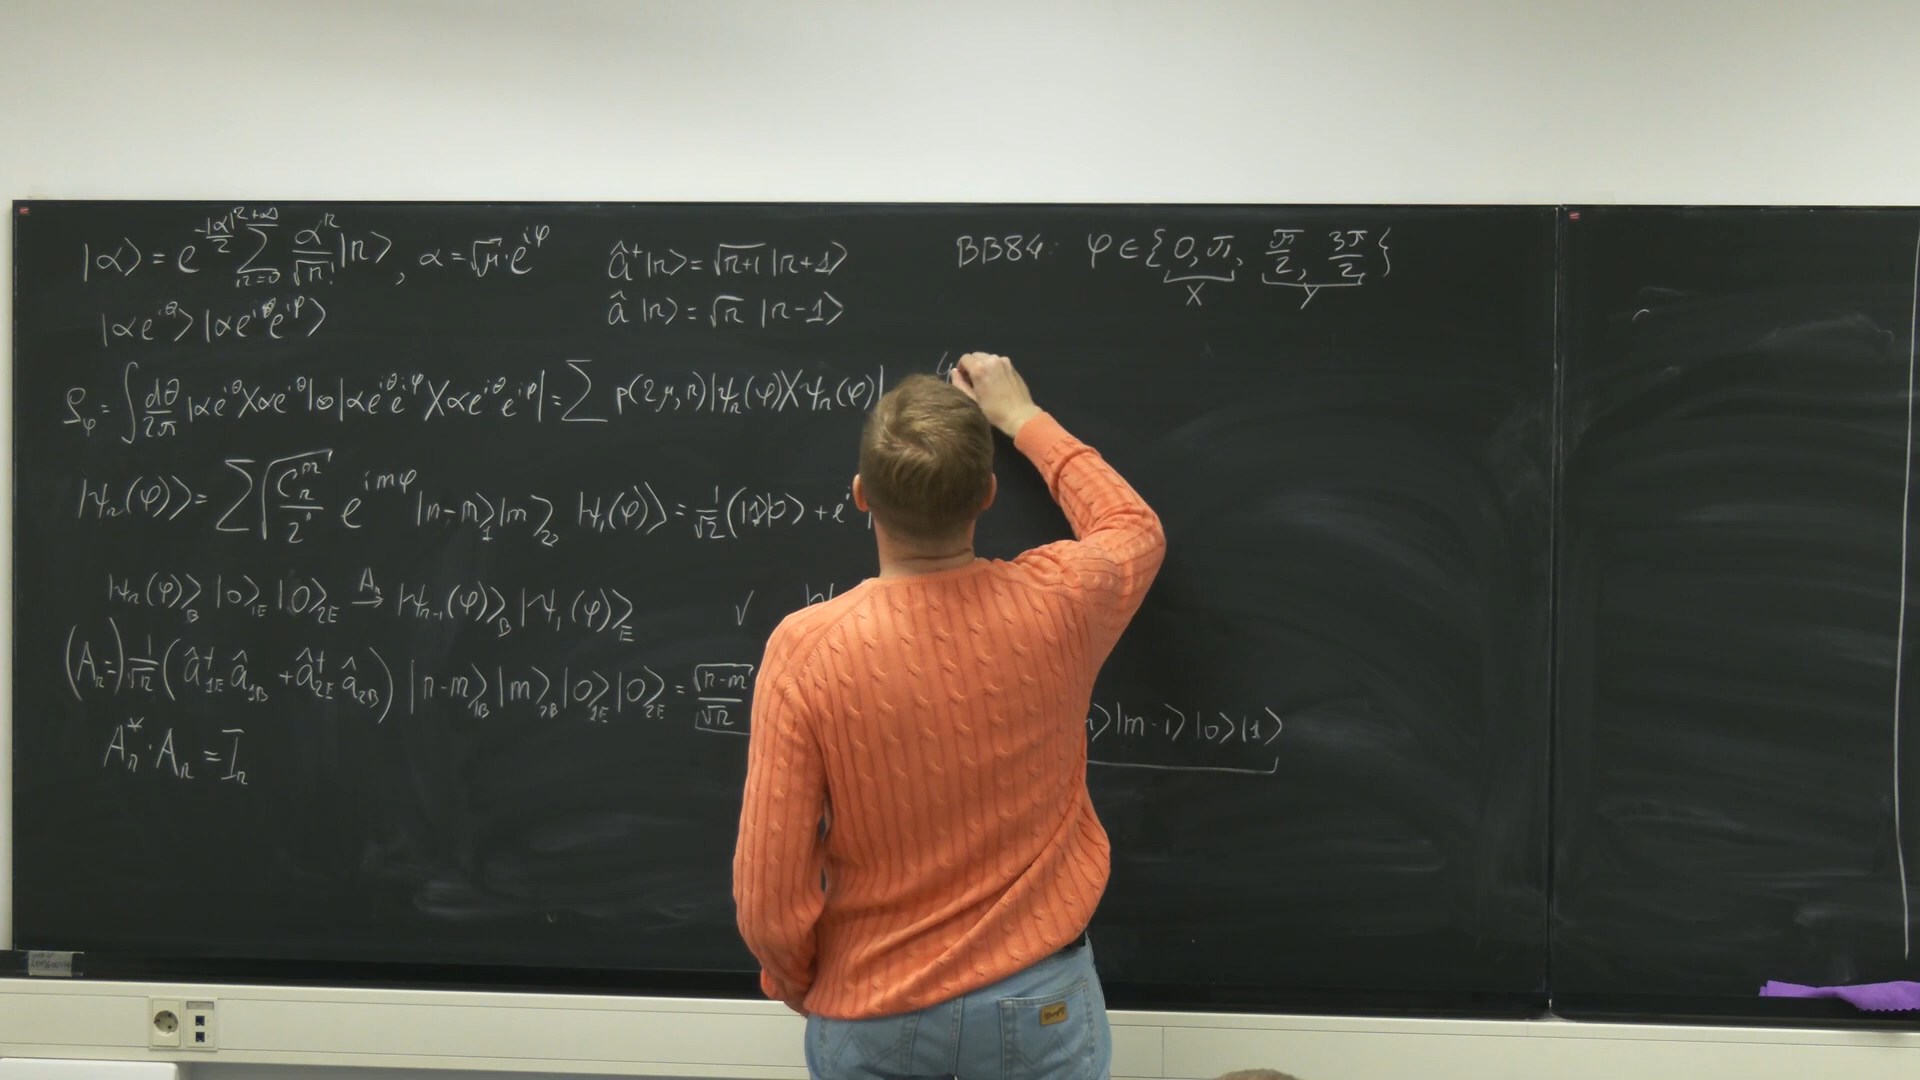 |α⟩ = e^{-|α|²/2} ∑_{n=0}^{+∞} α^n/√n! |n⟩, α = √μ · e^{iφ}
|αe^{iθ}⟩ |αe^{iθ}e^{iφ}⟩
â⁺|n⟩ = √n+1 |n+1⟩
â |n⟩ = √n |n-1⟩
BB84: φ ∈ { 0, π, π/2, 3π/2 }
X Y
ρ_φ = ∫ dθ/2π |αe^{iθ}⟩⟨αe^{iθ}| ⊗ |αe^{iθ}e^{iφ}⟩⟨αe^{iθ}e^{iφ}| = ∑ p(2μ,n) |ψ_n(φ)⟩⟨ψ_n(φ)|
|ψ_n(φ)⟩ = ∑ √C_n^m/2^n e^{imφ} |n-m⟩_1 |m⟩_2, |ψ_1(φ)⟩ = 1/√2 (|1⟩|0⟩ + e^i
|ψ_n(φ)⟩_B |0⟩_{1E} |0⟩_{2E} →^{A_n} |ψ_{n-1}(φ)⟩_B |ψ_1(φ)⟩_E ✓
(A_n =) 1/√n (â⁺_{1E} â_{1B} + â⁺_{2E} â_{2B}) |n-m⟩_{1B} |m⟩_{2B} |0⟩_{1E} |0⟩_{2E} = √n-m/√n
⟩|m-1⟩|0⟩|1⟩
A_n^* · A_n = I_n